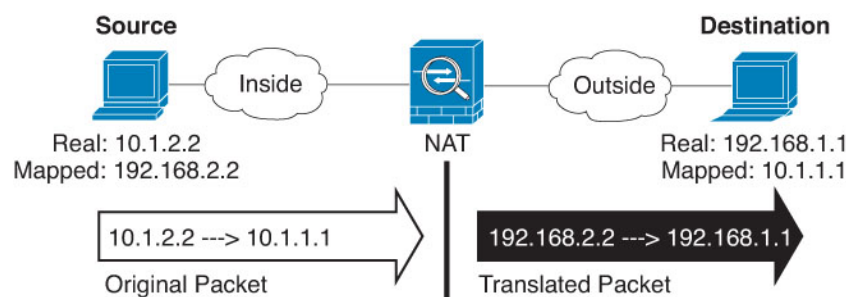 Source
Destination
Inside
Outside
Real: 10.1.2.2
NAT
Real: 192.168.1.1
Mapped: 192.168.2.2
Mapped: 10.1.1.1
10.1.2.2 ---> 10.1.1.1
192.168.2.2 ---> 192.168.1.1
Original Packet
Translated Packet